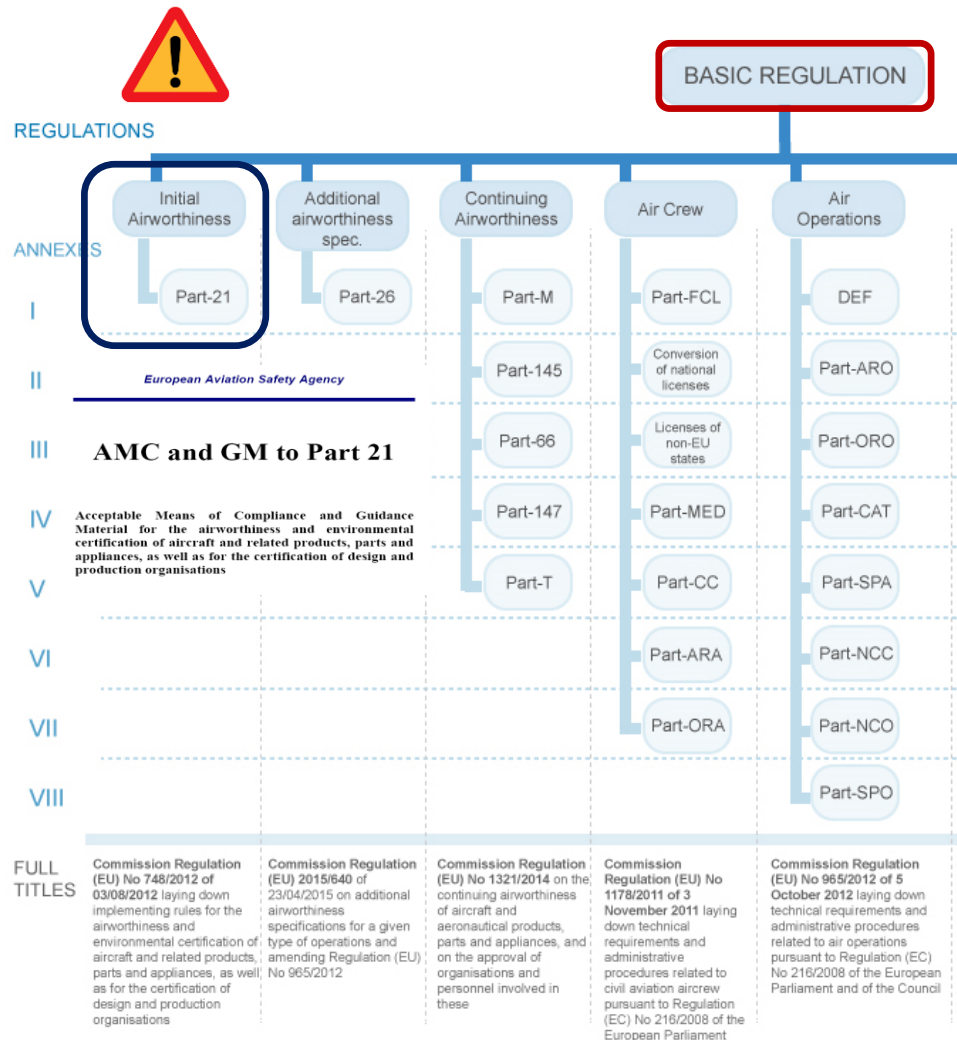 !
BASIC REGULATION
REGULATIONS
Initial
Airworthiness
Additional
airworthiness
spec.
Continuing
Airworthiness
Air Crew
Air
Operations
ANNEXES
I
Part-21
Part-26
Part-M
Part-FCL
DEF
II
European Aviation Safety Agency
Part-145
Conversion
of national
licenses
Part-ARO
III
AMC and GM to Part 21
Part-66
Licenses of
non-EU
states
Part-ORO
IV
Acceptable Means of Compliance and Guidance
Material for the airworthiness and environmental
certification of aircraft and related products, parts and
appliances, as well as for the certification of design and
production organisations
Part-147
Part-MED
Part-CAT
V
Part-T
Part-CC
Part-SPA
VI
Part-ARA
Part-NCC
VII
Part-ORA
Part-NCO
VIII
Part-SPO
FULL
TITLES
Commission Regulation
(EU) No 748/2012 of
03/08/2012 laying down
implementing rules for the
airworthiness and
environmental certification of
aircraft and related products,
parts and appliances, as well
as for the certification of
design and production
organisations
Commission Regulation
(EU) 2015/640 of
23/04/2015 on additional
airworthiness
specifications for a given
type of operations and
amending Regulation (EU)
No 965/2012
Commission Regulation
(EU) No 1321/2014 on the
continuing airworthiness
of aircraft and
aeronautical products,
parts and appliances, and
on the approval of
organisations and
personnel involved in
these
Commission
Regulation (EU) No
1178/2011 of 3
November 2011 laying
down technical
requirements and
administrative
procedures related to
civil aviation aircrew
pursuant to Regulation
(EC) No 216/2008 of the
European Parliament
Commission Regulation
(EU) No 965/2012 of 5
October 2012 laying down
technical requirements and
administrative procedures
related to air operations
pursuant to Regulation (EC)
No 216/2008 of the European
Parliament and of the Council